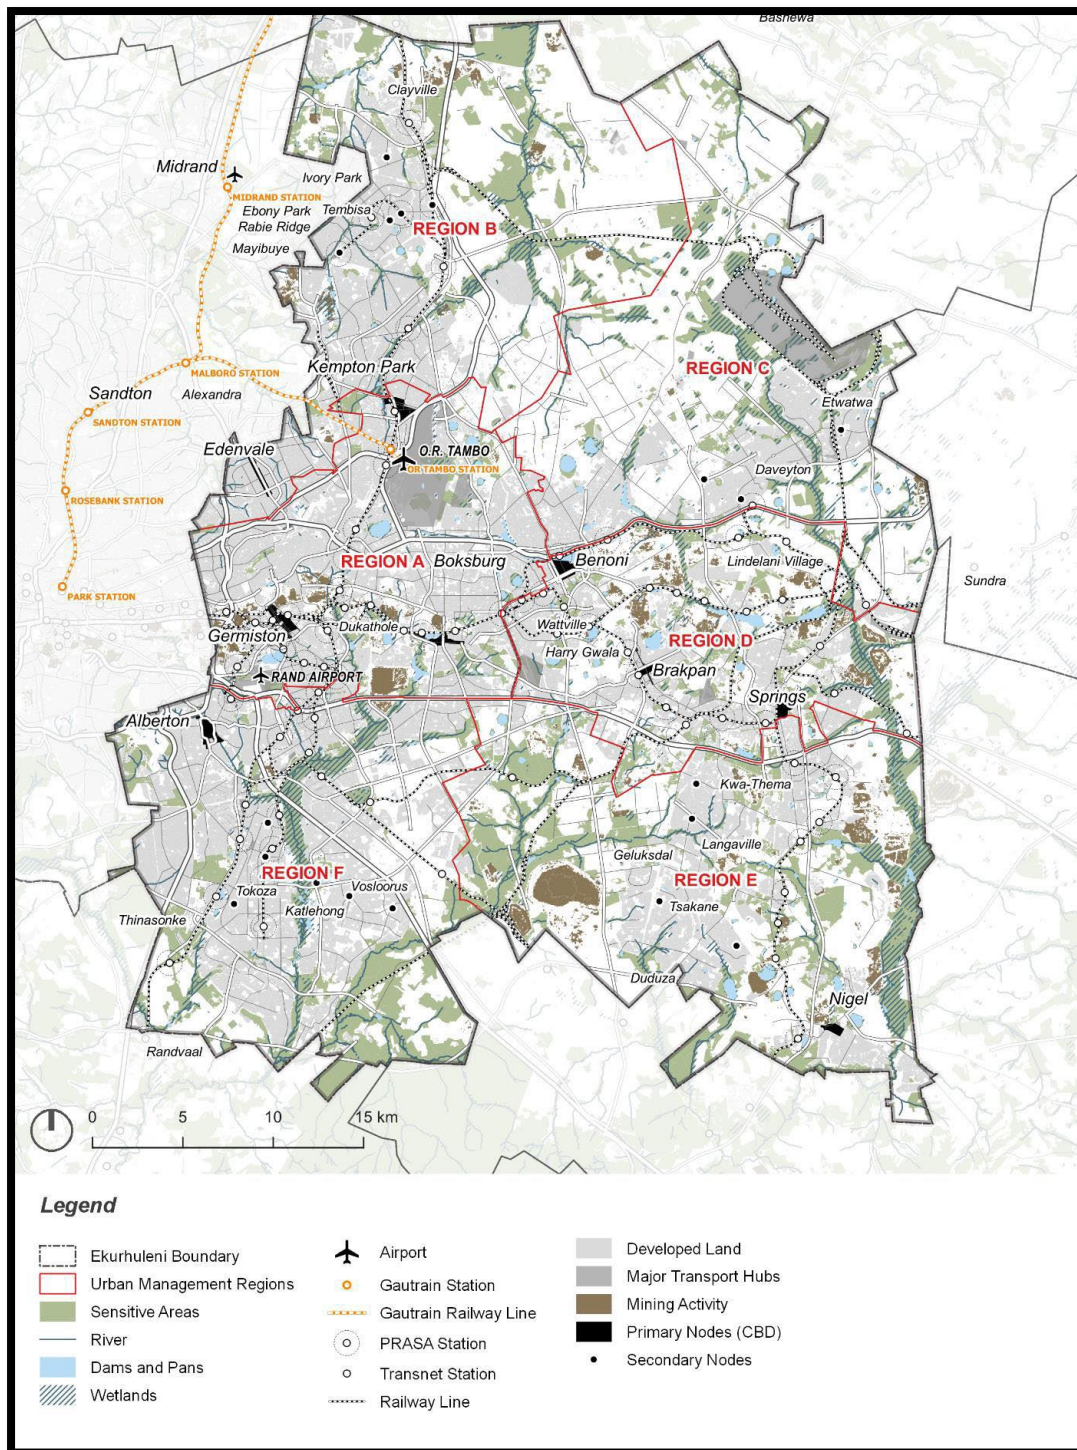 Bashewa
Clayville
Midrand
Ivory Park
MIDRAND STATION
Ebony Park
Tembisa
Rabie Ridge
REGION B
Mayibuye
Kempton Park
MALBORO STATION
REGION C
Sandton
Alexandra
SANDTON STATION
Etwatwa
Edenvale
O.R. TAMBO
OR TAMBO STATION
Daveyton
ROSEBANK STATION
REGION A
Boksburg
Benoni
Lindelani Village
Sundra
PARK STATION
Dukathole
Wattville
Germiston
REGION D
Harry Gwala
RAND AIRPORT
Brakpan
Springs
Alberton
Kwa-Thema
Langaville
Geluksdal
REGION F
REGION E
Vosloorus
Tokoza
Tsakane
Katlehong
Thinasonke
Duduza
Nigel
Randvaal
0 5 10 15 km
Legend
Ekurhuleni Boundary
Urban Management Regions
Sensitive Areas
River
Dams and Pans
Wetlands
Airport
Gautrain Station
Gautrain Railway Line
PRASA Station
Transnet Station
Railway Line
Developed Land
Major Transport Hubs
Mining Activity
Primary Nodes (CBD)
Secondary Nodes